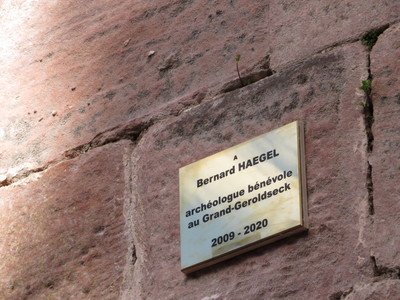 A
Bernard HAEGEL
archéologue bénévole
au Grand-Geroldseck
2009 - 2020